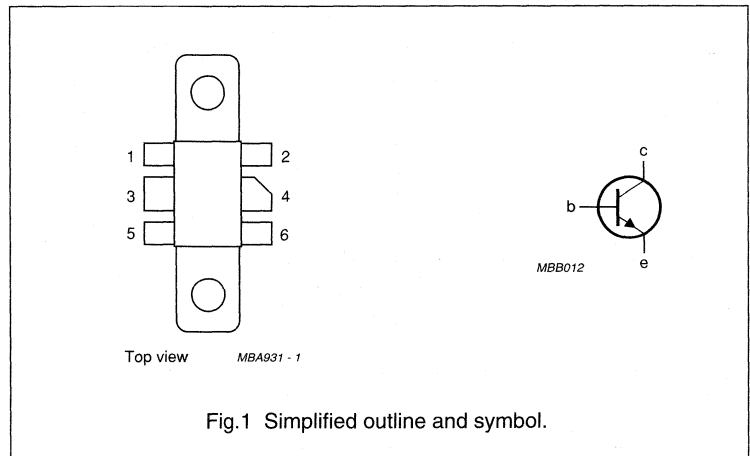 1 2
3 4
5 6
Top view MBA931 - 1
c
b
e
MBB012
Fig.1 Simplified outline and symbol.